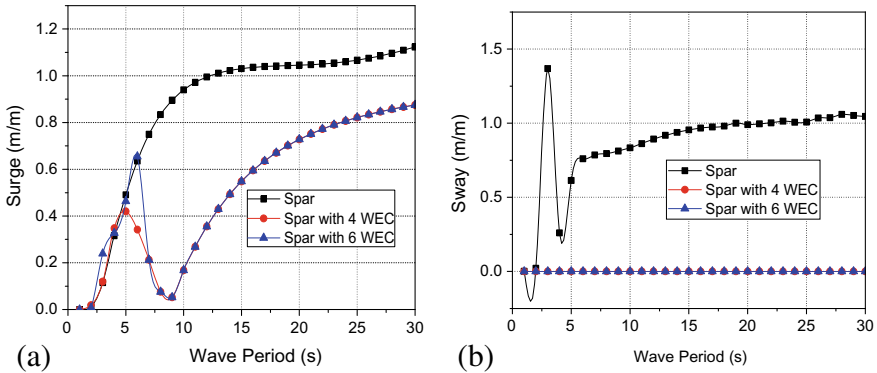 1.2
1.0
0.8
0.6
0.4
0.2
0.0
Surge (m/m)
Spar
Spar with 4 WEC
Spar with 6 WEC
0 5 10 15 20 25 30
Wave Period (s)
(a)
1.5
1.0
0.5
0.0
Sway (m/m)
Spar
Spar with 4 WEC
Spar with 6 WEC
0 5 10 15 20 25 30
Wave Period (s)
(b)